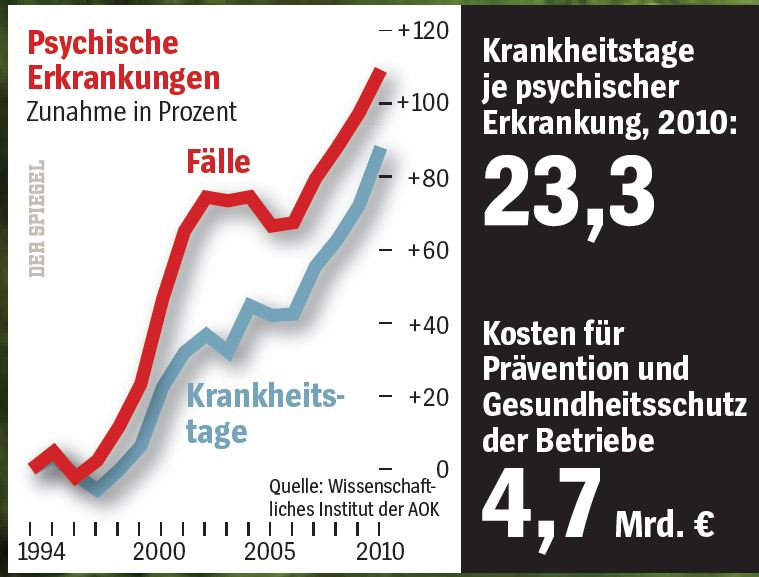 Psychische
Erkrankungen
Zunahme in Prozent
DER SPIEGEL
Fälle
Krankheits-
tage
+120
+100
+80
+60
+40
+20
0
Quelle: Wissenschaft-
liches Institut der AOK
1994
2000
2005
2010
Krankheitstage
je psychischer
Erkrankung, 2010:
23,3
Kosten für
Prävention und
Gesundheitsschutz
der Betriebe
4,7 Mrd. €